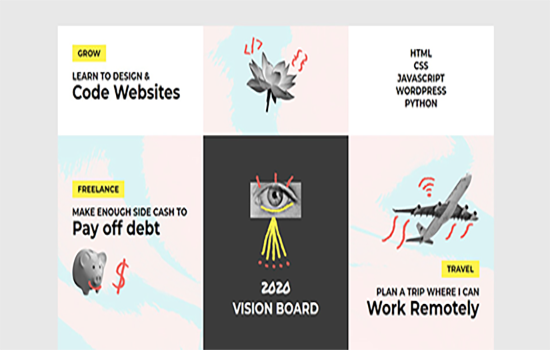 GROW
LEARN TO DESIGN &
Code Websites
</>
{}
{}
HTML
CSS
JAVASCRIPT
WORDPRESS
PYTHON
FREELANCE
MAKE ENOUGH SIDE CASH TO
Pay off debt
$
2020
VISION BOARD
TRAVEL
PLAN A TRIP WHERE I CAN
Work Remotely